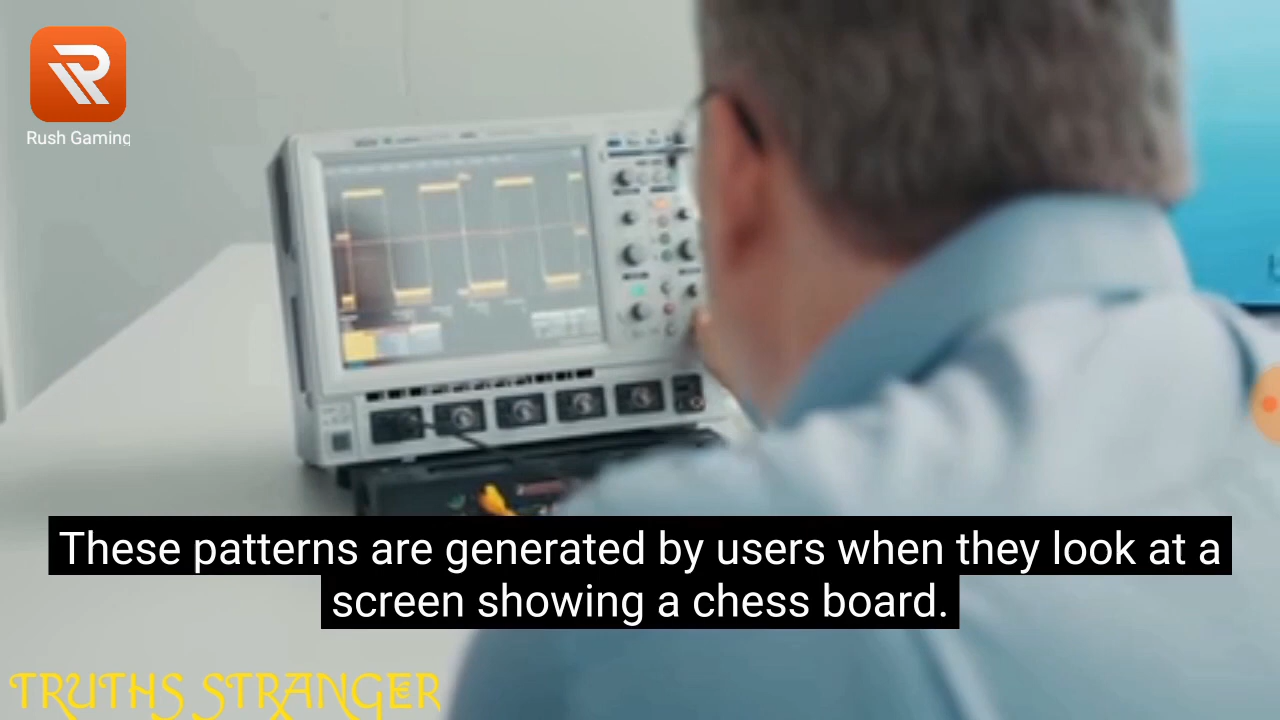 Rush Gaming
These patterns are generated by users when they look at a
screen showing a chess board.
TRUTHS STRANGER